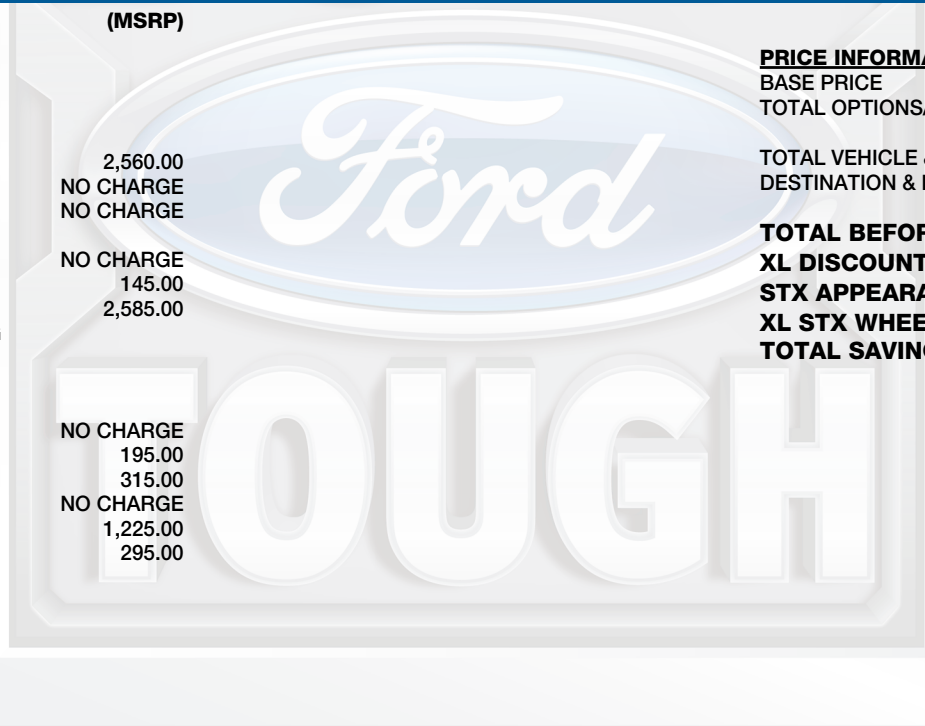 (MSRP)
2,560.00
NO CHARGE
NO CHARGE
NO CHARGE
145.00
2,585.00
NO CHARGE
195.00
315.00
NO CHARGE
1,225.00
295.00
PRICE INFORMA
BASE PRICE
TOTAL OPTIONS
TOTAL VEHICLE
DESTINATION &
TOTAL BEFOR
XL DISCOUNT
STX APPEARA
XL STX WHEE
TOTAL SAVIN
Ford
TOUGH